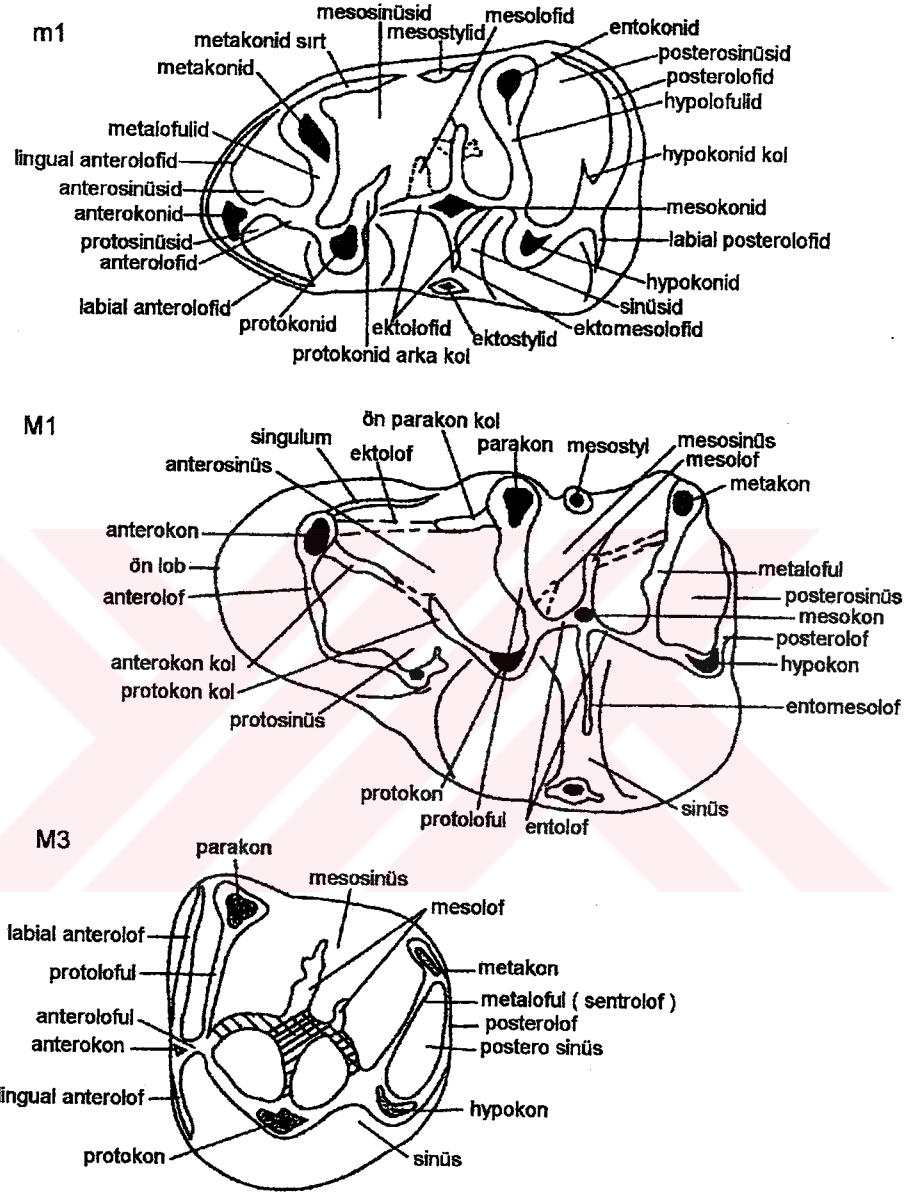 m1
mesosinüsid
mesolofid
metakonid sırt
mesostylid
entokonid
metakonid
posterosinüsid
posterolofid
hypolofulid
metalofulid
lingual anterolofid
hypokonid kol
anterosinüsid
anterokonid
mesokonid
protosinüsid
labial posterolofid
anterolofid
labial anterolofid
hypokonid
sinüsid
protokonid
ektolofid
ektomesolofid
ektostylid
protokonid arka kol
M1
ön parakon kol
singulum
parakon
mesostyl
mesosinüs
ektolof
mesolof
anterosinüs
metakon
anterokon
ön lob
metaloful
anterolof
posterosinüs
mesokon
posterolof
anterokon kol
hypokon
protokon kol
protosinüs
entomesolof
protokon
sinüs
protoloful
entolof
M3
parakon
mesosinüs
mesolof
labial anterolof
metakon
protoloful
metaloful ( sentrolof )
anteroloful
posterolof
anterokon
postero sinüs
lingual anterolof
hypokon
protokon
sinüs